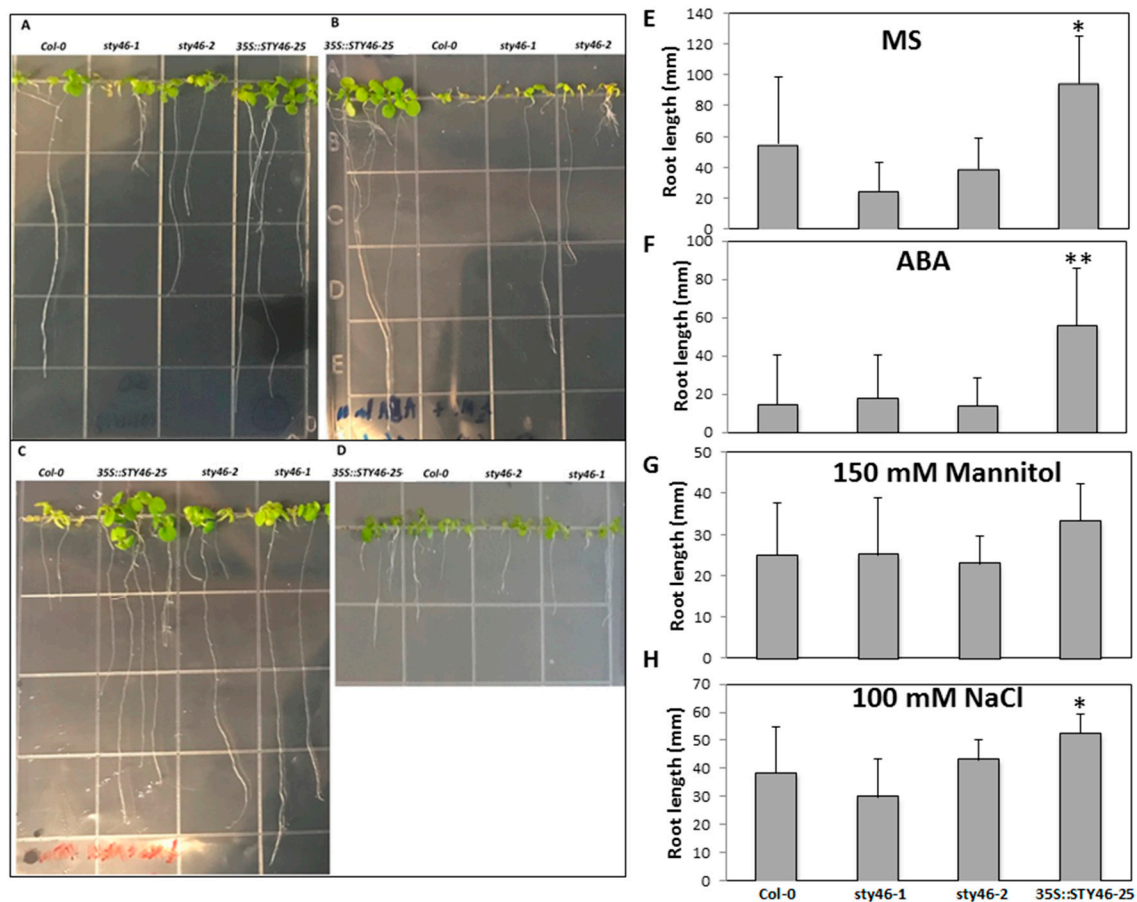 A
Col-0 sty46-1 sty46-2 35S::STY46-25
B
35S::STY46-25 Col-0 sty46-1 sty46-2
A
B
C
D
E
ABA
C
Col-0 35S::STY46-25 sty46-2 sty46-1
D
35S::STY46-25 Col-0 sty46-2 sty46-1
E
MS
*
Root length (mm)
140
120
100
80
60
40
20
0
F
ABA
**
Root length (mm)
100
80
60
40
20
0
G
150 mM Mannitol
Root length (mm)
50
40
30
20
10
0
H
100 mM NaCl
*
Root length (mm)
70
60
50
40
30
20
10
0
Col-0 sty46-1 sty46-2 35S::STY46-25